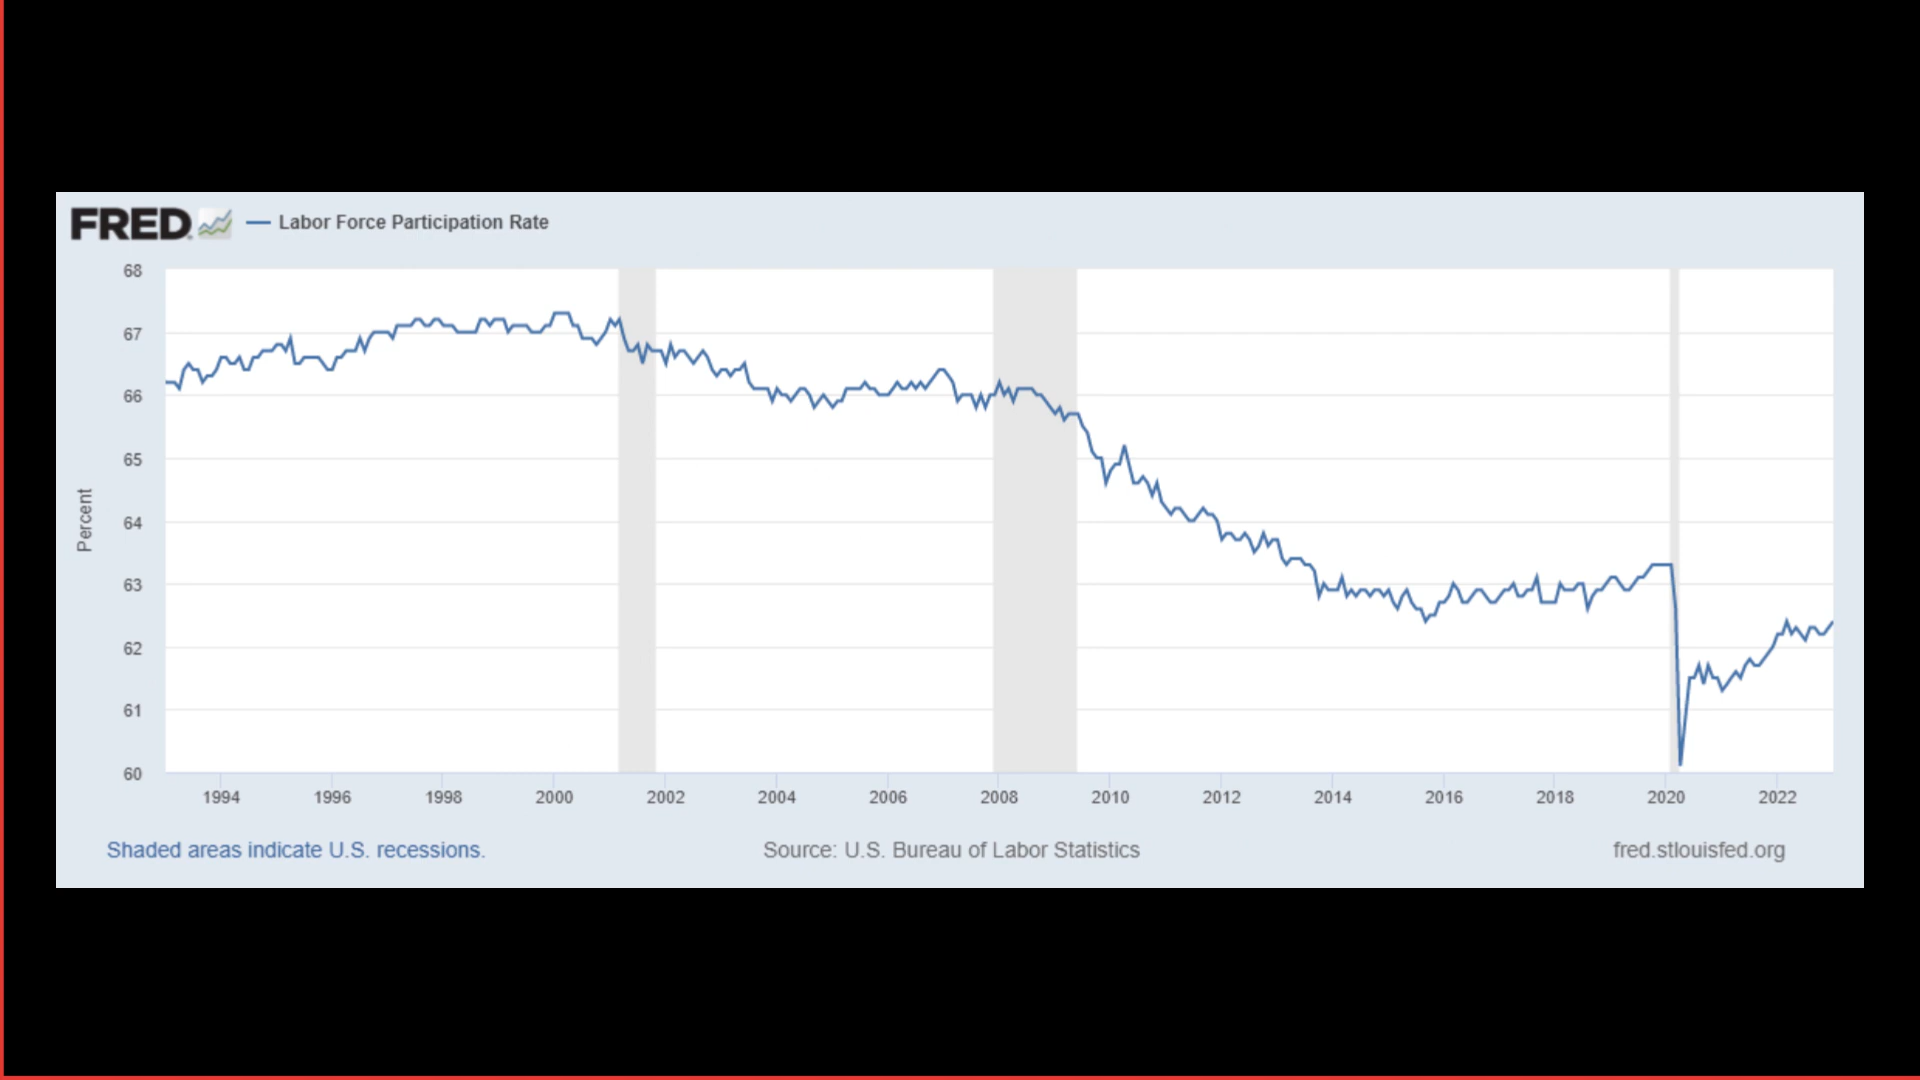 FRED Labor Force Participation Rate
68
67
66
65
64
63
62
61
60
Percent
1994 1996 1998 2000 2002 2004 2006 2008 2010 2012 2014 2016 2018 2020 2022
Shaded areas indicate U.S. recessions. Source: U.S. Bureau of Labor Statistics fred.stlouisfed.org